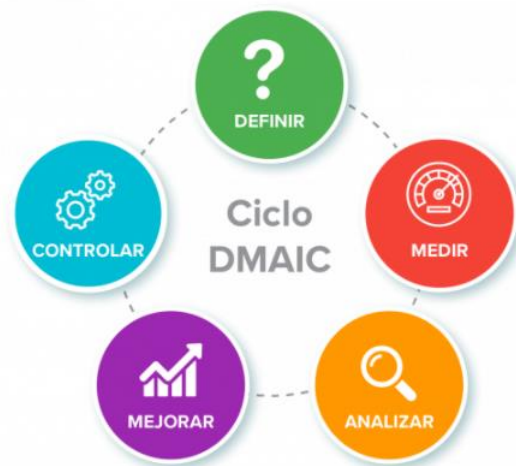 DEFINIR
MEDIR
ANALIZAR
MEJORAR
CONTROLAR
Ciclo
DMAIC